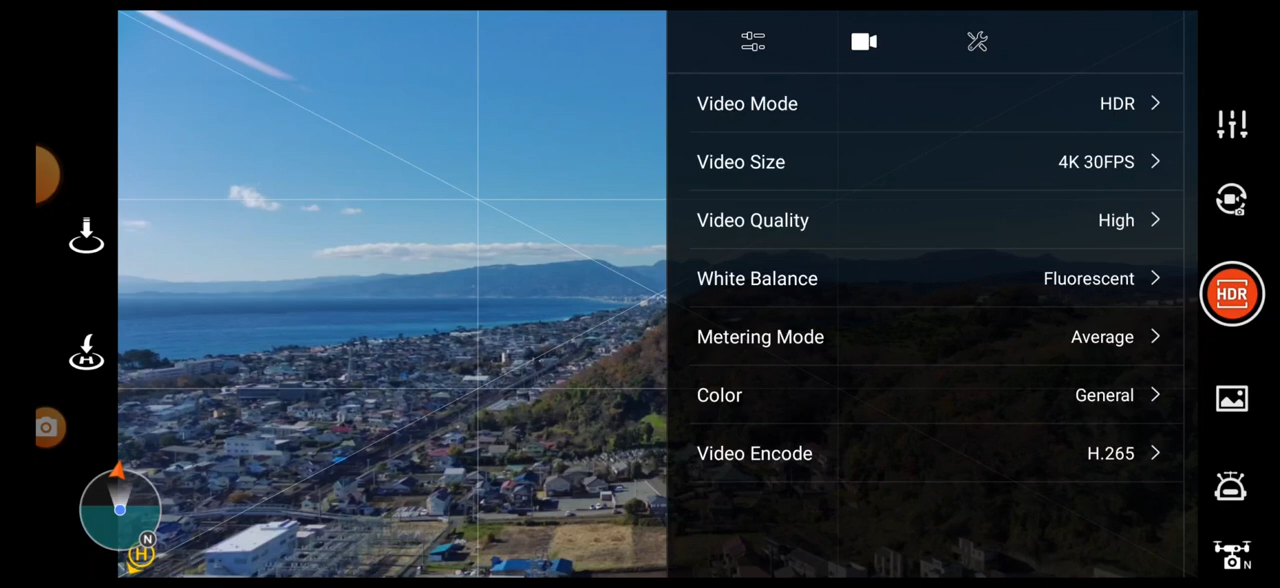 Video Mode HDR
Video Size 4K 30FPS
Video Quality High
White Balance Fluorescent
Metering Mode Average
Color General
Video Encode H.265
HDR
H
N
H
N